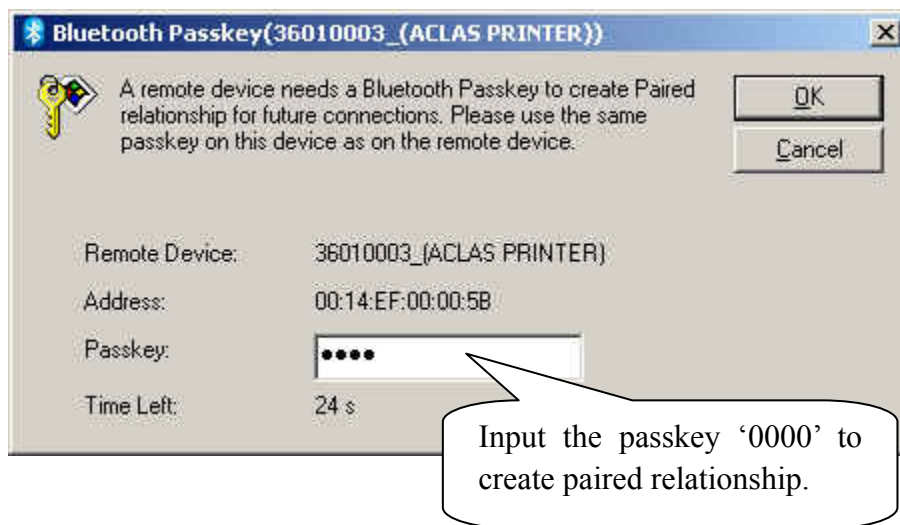 Bluetooth Passkey(36010003_(ACLAS PRINTER))
A remote device needs a Bluetooth Passkey to create Paired
relationship for future connections. Please use the same
passkey on this device as on the remote device.
OK
Cancel
Remote Device: 36010003_(ACLAS PRINTER)
Address: 00:14:EF:00:00:5B
Passkey: ••••
Time Left: 24 s
Input the passkey ‘0000’ to
create paired relationship.